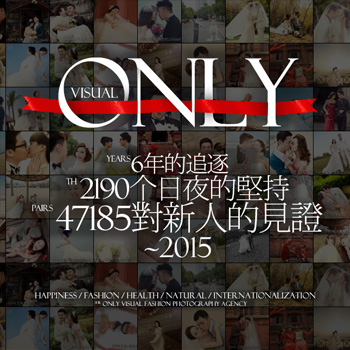 VISUAL
ONLY
YEARS 6年的追逐
TH 2190个日夜的堅持
PAIRS 47185對新人的見證
~2015
HAPPINESS / FASHION / HEALTH / NATURAL / INTERNATIONALIZATION
ONLY VISUAL FASHION PHOTOGRAPHY AGENCY